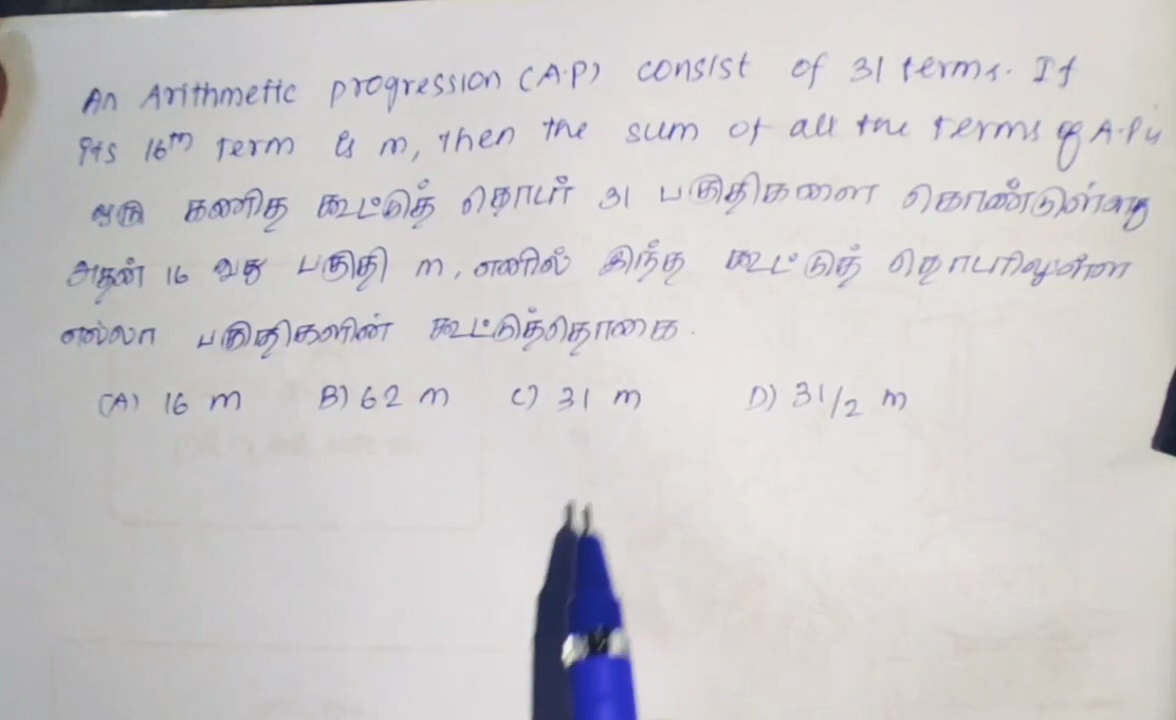 An Arithmetic progression (A.P) consist of 31 terms. If
its 16th term is m, then the sum of all the terms of A.P is
ஒரு கணித கூட்டுத் தொடர் 31 பகுதிகளை கொண்டுள்ளது
அதன் 16 வது பகுதி m, எனில் இந்த கூட்டுத் தொடரிலுள்ள
எல்லா பகுதிகளின் கூட்டுத்தொகை.
(A) 16 m B) 62 m C) 31 m D) 31/2 m